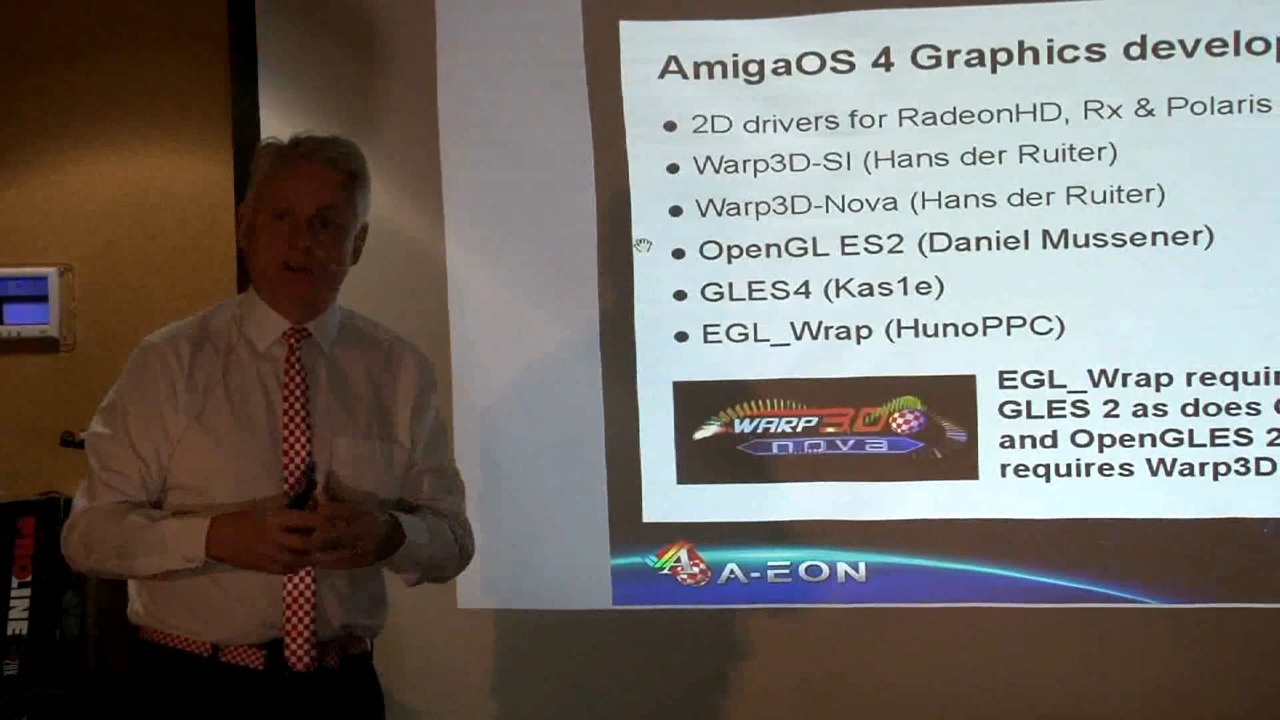 AmigaOS 4 Graphics develop
• 2D drivers for RadeonHD, Rx & Polaris
• Warp3D-SI (Hans der Ruiter)
• Warp3D-Nova (Hans der Ruiter)
• OpenGL ES2 (Daniel Mussener)
• GLES4 (Kas1e)
• EGL_Wrap (HunoPPC)
EGL_Wrap requir
GLES 2 as does
and OpenGLES 2
requires Warp3D
WARP3D
nova
A-EON
PROLINE